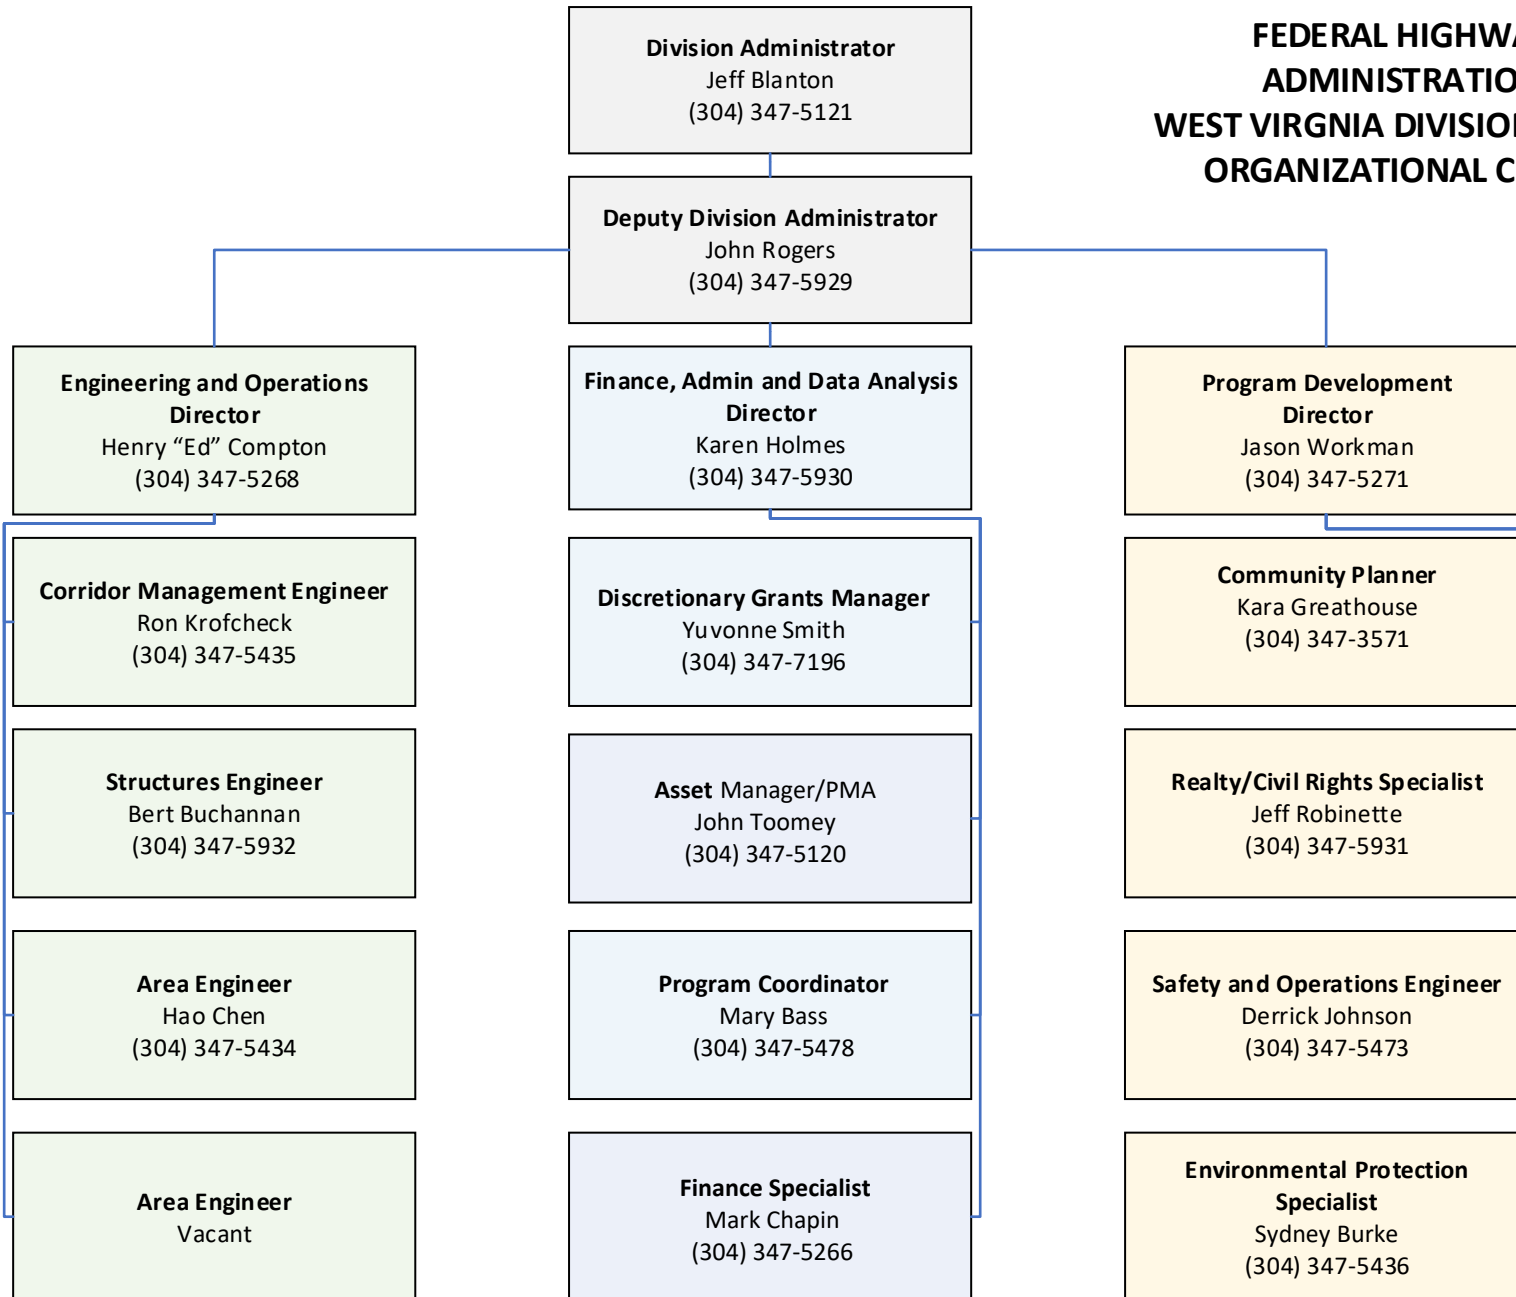 Division Administrator
Jeff Blanton
(304) 347-5121
FEDERAL HIGHWA
ADMINISTRATIO
WEST VIRGNIA DIVISIO
ORGANIZATIONAL C
Deputy Division Administrator
John Rogers
(304) 347-5929
Engineering and Operations
Director
Henry “Ed” Compton
(304) 347-5268
Finance, Admin and Data Analysis
Director
Karen Holmes
(304) 347-5930
Program Development
Director
Jason Workman
(304) 347-5271
Corridor Management Engineer
Ron Krofcheck
(304) 347-5435
Discretionary Grants Manager
Yuvonne Smith
(304) 347-7196
Community Planner
Kara Greathouse
(304) 347-3571
Structures Engineer
Bert Buchannan
(304) 347-5932
Asset Manager/PMA
John Toomey
(304) 347-5120
Realty/Civil Rights Specialist
Jeff Robinette
(304) 347-5931
Area Engineer
Hao Chen
(304) 347-5434
Program Coordinator
Mary Bass
(304) 347-5478
Safety and Operations Engineer
Derrick Johnson
(304) 347-5473
Area Engineer
Vacant
Finance Specialist
Mark Chapin
(304) 347-5266
Environmental Protection
Specialist
Sydney Burke
(304) 347-5436